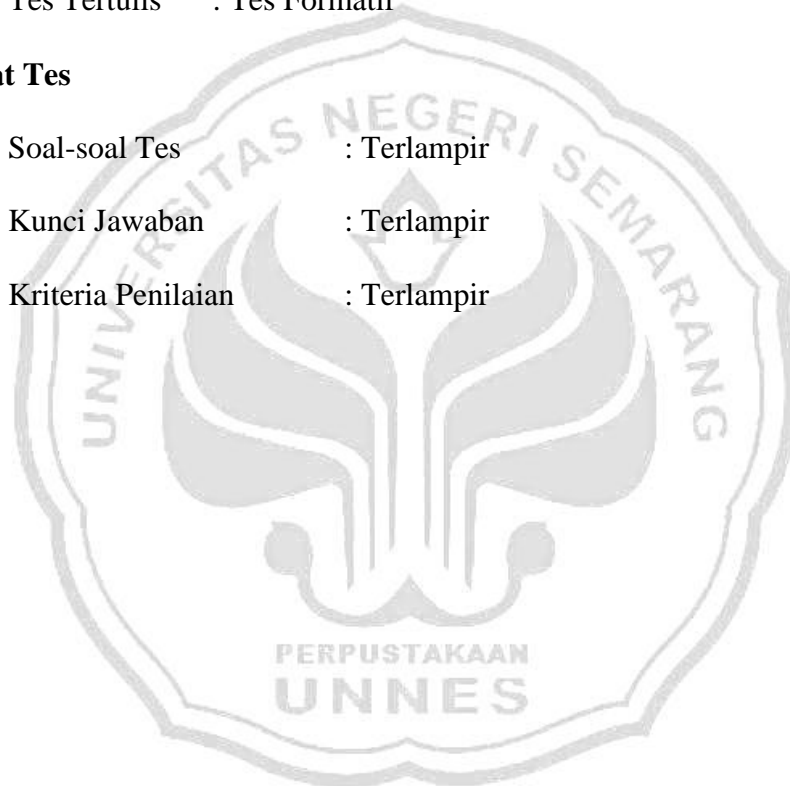 Tes Tertulis : Tes Formatif
at Tes
Soal-soal Tes : Terlampir
Kunci Jawaban : Terlampir
Kriteria Penilaian : Terlampir
UNIVERSITAS NEGERI SEMARANG
PERPUSTAKAAN
UNNES